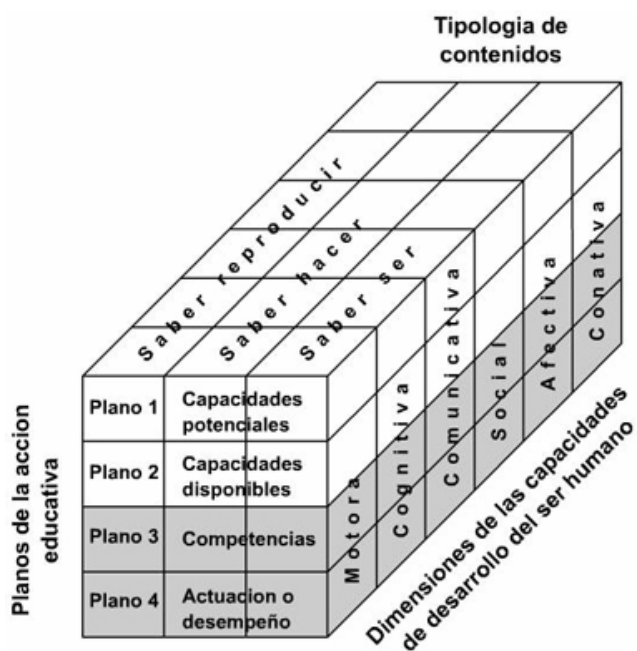 Tipologia de
contenidos
Saber reproducir
Saber hacer
Saber ser
Planos de la accion
educativa
Plano 1
Capacidades
potenciales
Plano 2
Capacidades
disponibles
Plano 3
Competencias
Plano 4
Actuacion o
desempeño
Motora
Cognitiva
Comunicativa
Social
Afectiva
Conativa
Dimensiones de las capacidades
de desarrollo del ser humano